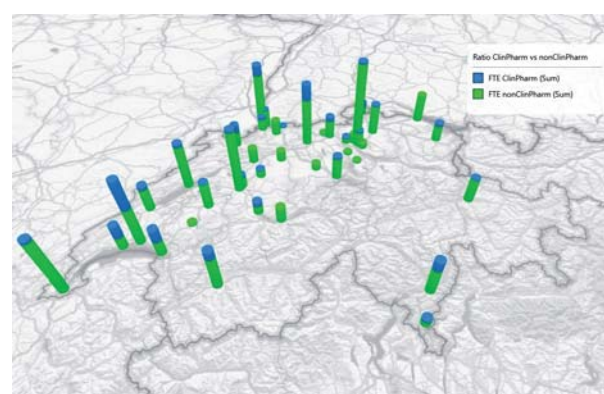 Ratio ClinPharm vs nonClinPharm
FTE ClinPharm (Sum)
FTE nonClinPharm (Sum)